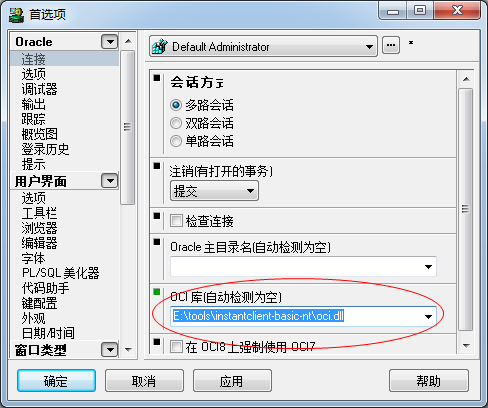 首选项
Oracle
连接
选项
调试器
输出
跟踪
概览图
登录历史
提示
用户界面
选项
工具栏
浏览器
编辑器
字体
PL/SQL 美化器
代码助手
键配置
外观
日期/时间
窗口类型
Default Administrator
...
会话方式
多路会话
双路会话
单路会话
注销(有打开的事务)
提交
检查连接
Oracle 主目录名(自动检测为空)
OCI 库(自动检测为空)
E:\tools\instantclient-basic-nt\oci.dll
在 OCI8 上强制使用 OCI7
确定
取消
应用
帮助